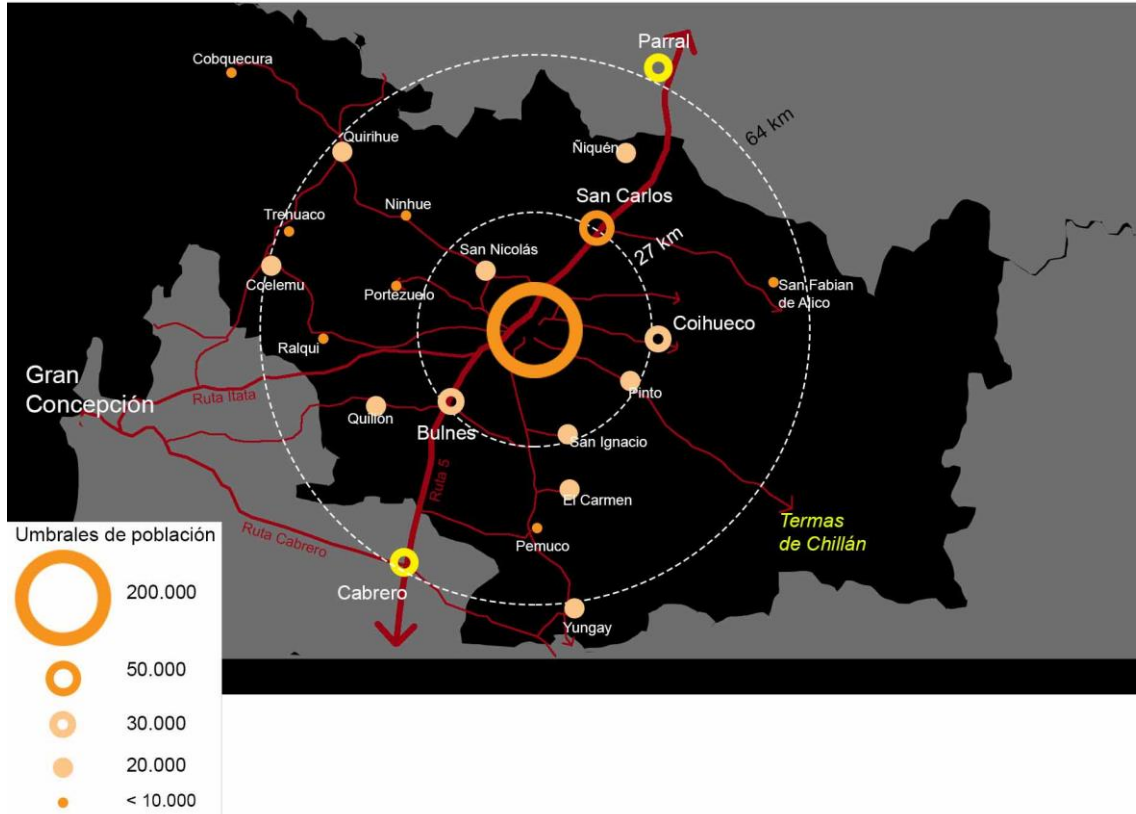 Parral
Cobquecura
64 km
Quirihue
Ñiquén
San Carlos
Ninhue
Trehuaco
27 km
San Nicolás
Coelemu
Portezuelo
San Fabian
de Alico
Coihueco
Ralqui
Gran
Concepción
Ruta Itata
Pinto
Quillón
Bulnes
San Ignacio
Ruta 5
El Carmen
Termas
de Chillán
Ruta Cabrero
Pemuco
Cabrero
Yungay
Umbrales de población
200.000
50.000
30.000
20.000
< 10.000